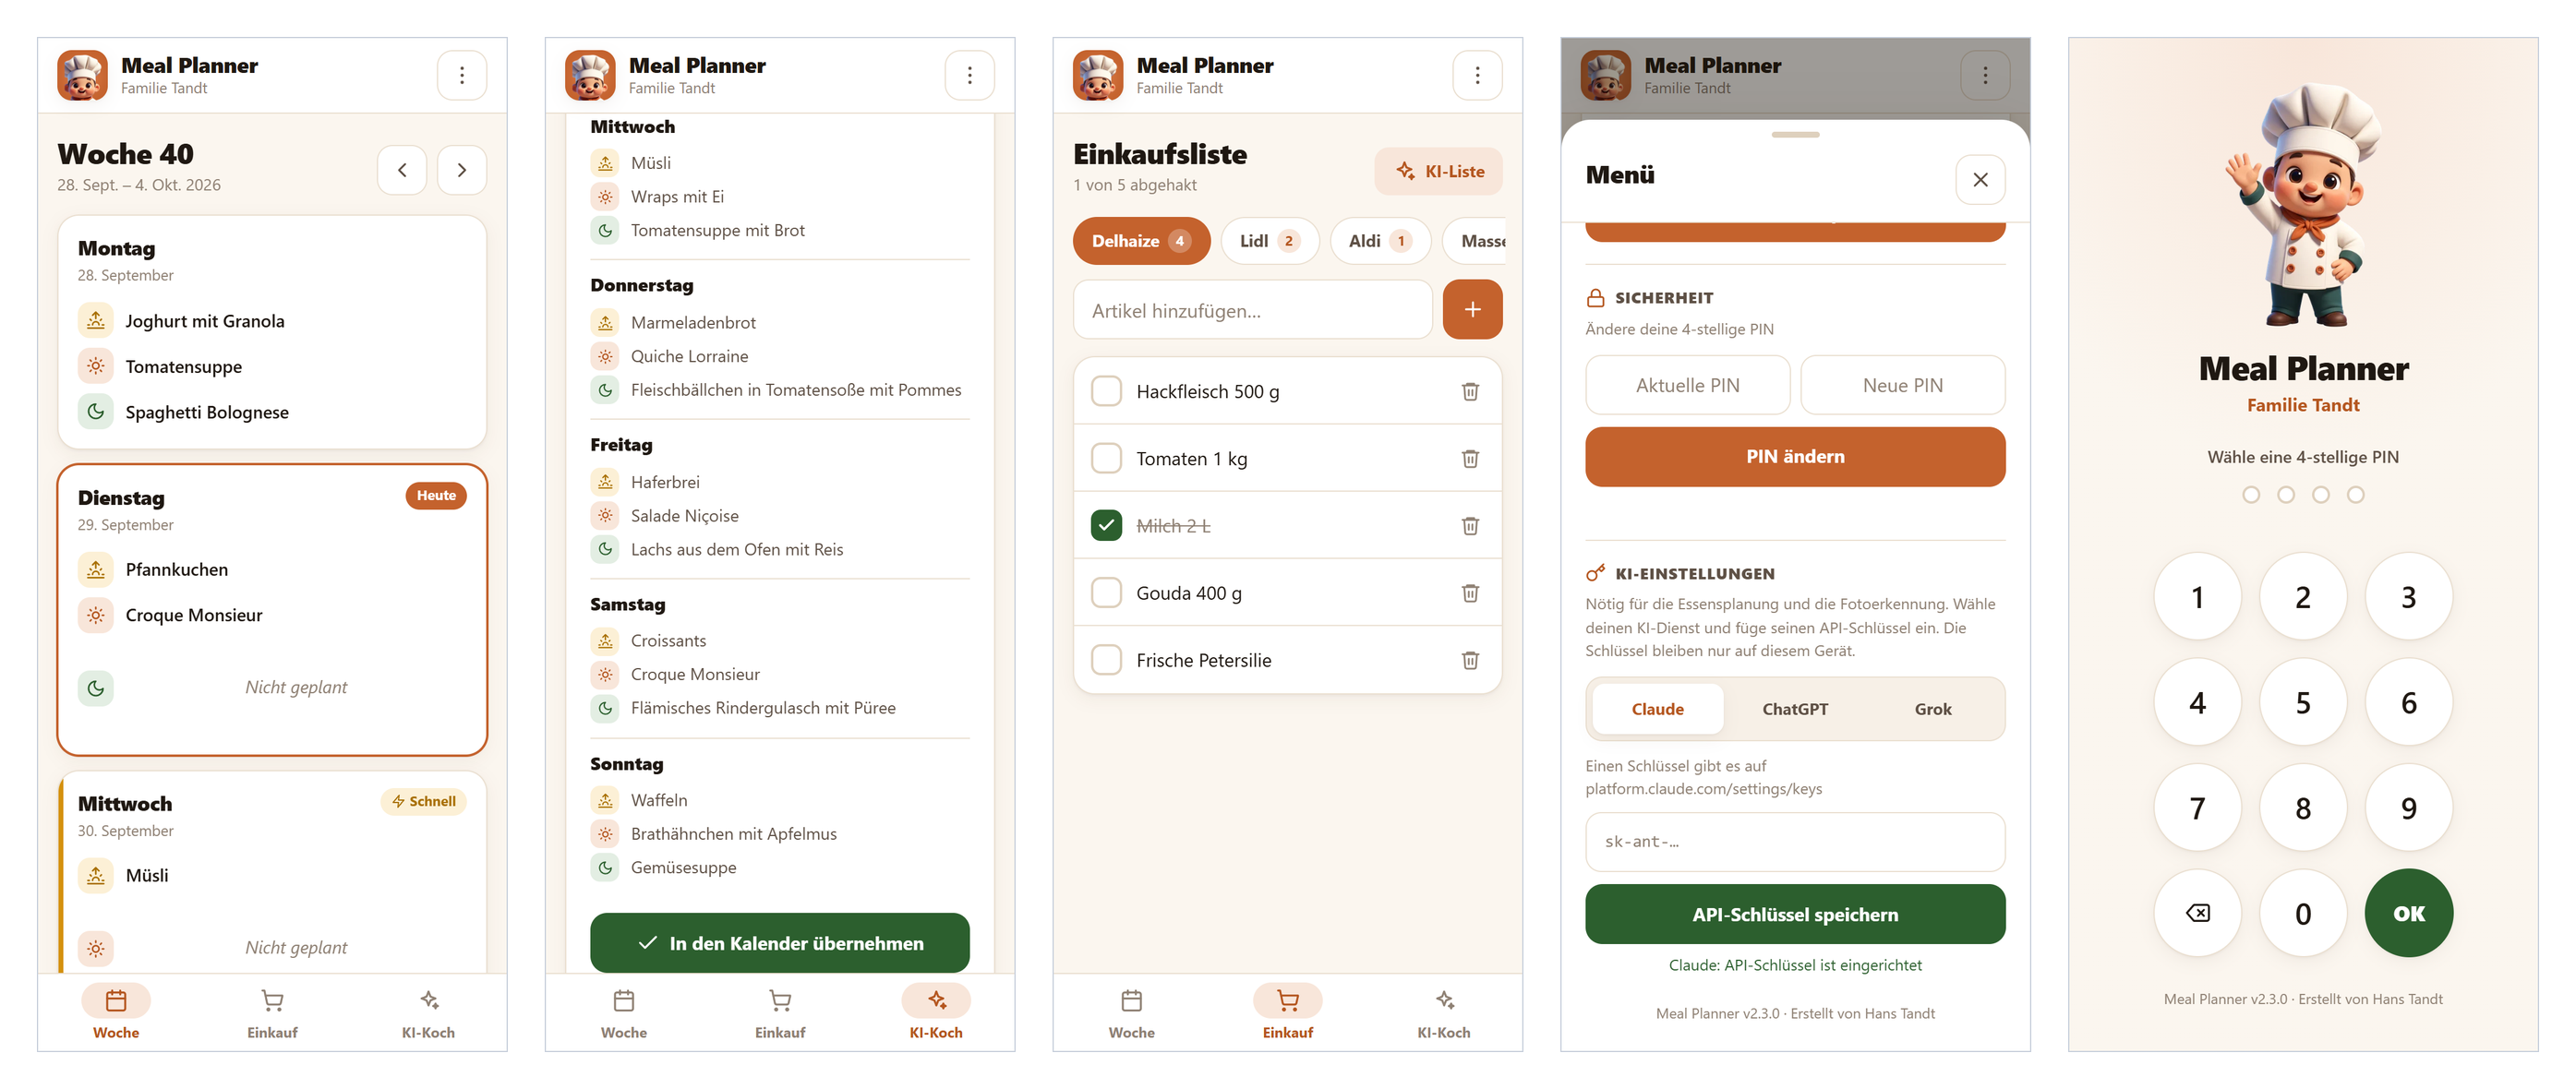 Meal Planner
Familie Tandt
Woche 40
28. Sept. – 4. Okt. 2026
Montag
28. September
Joghurt mit Granola
Tomatensuppe
Spaghetti Bolognese
Dienstag
Heute
29. September
Pfannkuchen
Croque Monsieur
Nicht geplant
Mittwoch
Schnell
30. September
Müsli
Nicht geplant
Woche
Einkauf
KI-Koch
Meal Planner
Familie Tandt
Mittwoch
Müsli
Wraps mit Ei
Tomatensuppe mit Brot
Donnerstag
Marmeladenbrot
Quiche Lorraine
Fleischbällchen in Tomatensoße mit Pommes
Freitag
Haferbrei
Salade Niçoise
Lachs aus dem Ofen mit Reis
Samstag
Croissants
Croque Monsieur
Flämisches Rindergulasch mit Püree
Sonntag
Waffeln
Brathähnchen mit Apfelmus
Gemüsesuppe
In den Kalender übernehmen
Woche
Einkauf
KI-Koch
Meal Planner
Familie Tandt
Einkaufsliste
1 von 5 abgehakt
KI-Liste
Delhaize 4
Lidl 2
Aldi 1
Masse
Artikel hinzufügen...
Hackfleisch 500 g
Tomaten 1 kg
Milch 2 L
Gouda 400 g
Frische Petersilie
Woche
Einkauf
KI-Koch
Meal Planner
Familie Tandt
Menü
SICHERHEIT
Ändere deine 4-stellige PIN
Aktuelle PIN
Neue PIN
PIN ändern
KI-EINSTELLUNGEN
Nötig für die Essensplanung und die Fotoerkennung. Wähle
deinen KI-Dienst und füge seinen API-Schlüssel ein. Die
Schlüssel bleiben nur auf diesem Gerät.
Claude
ChatGPT
Grok
Einen Schlüssel gibt es auf
platform.claude.com/settings/keys
sk-ant-…
API-Schlüssel speichern
Claude: API-Schlüssel ist eingerichtet
Meal Planner v2.3.0 · Erstellt von Hans Tandt
Meal Planner
Familie Tandt
Wähle eine 4-stellige PIN
1 2 3
4 5 6
7 8 9
0 OK
Meal Planner v2.3.0 · Erstellt von Hans Tandt